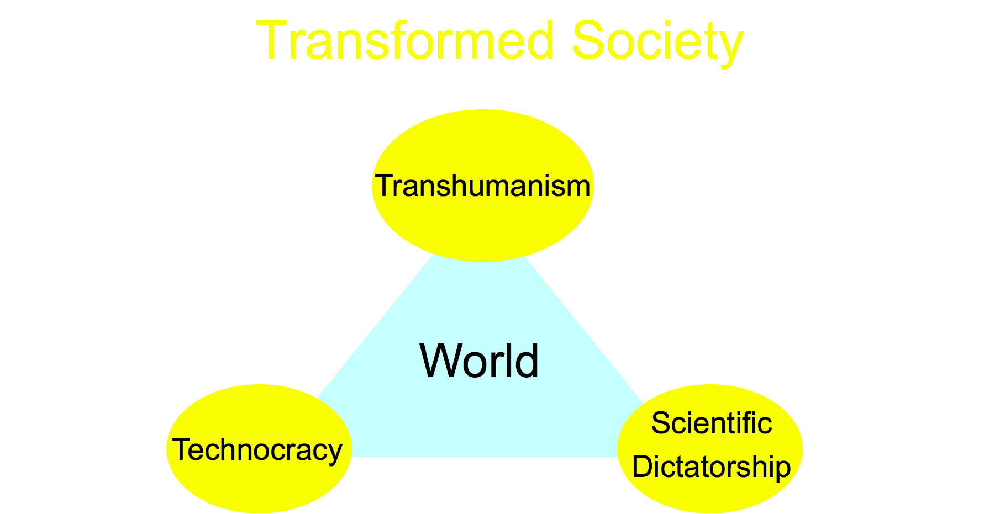 Transformed Society
Transhumanism
World
Technocracy
Scientific
Dictatorship